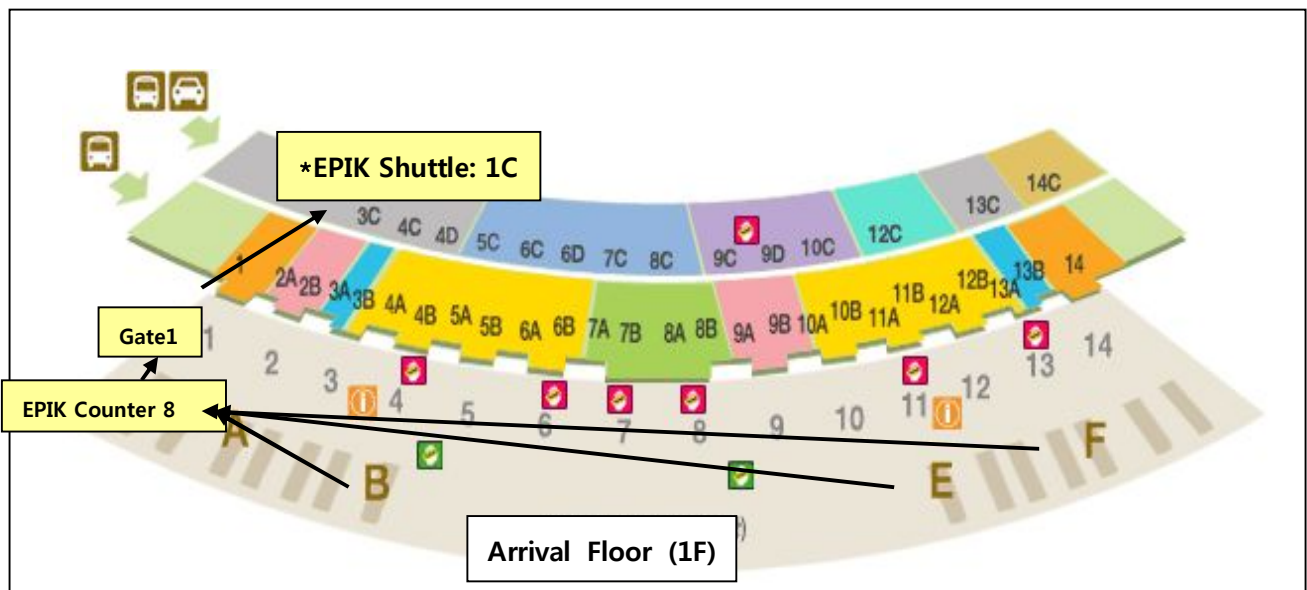 *EPIK Shuttle: 1C
3C
4C
4D
5C
6C
6D
7C
8C
9C
9D
10C
12C
13C
14C
1
2A
2B
3A
3B
4A
4B
5A
5B
6A
6B
7A
7B
8A
8B
9A
9B
10A
10B
11A
11B
12A
12B
13A
13B
14
Gate1
1
2
3
4
5
6
7
8
9
10
11
12
13
14
EPIK Counter 8
A
B
E
F
Arrival Floor (1F)